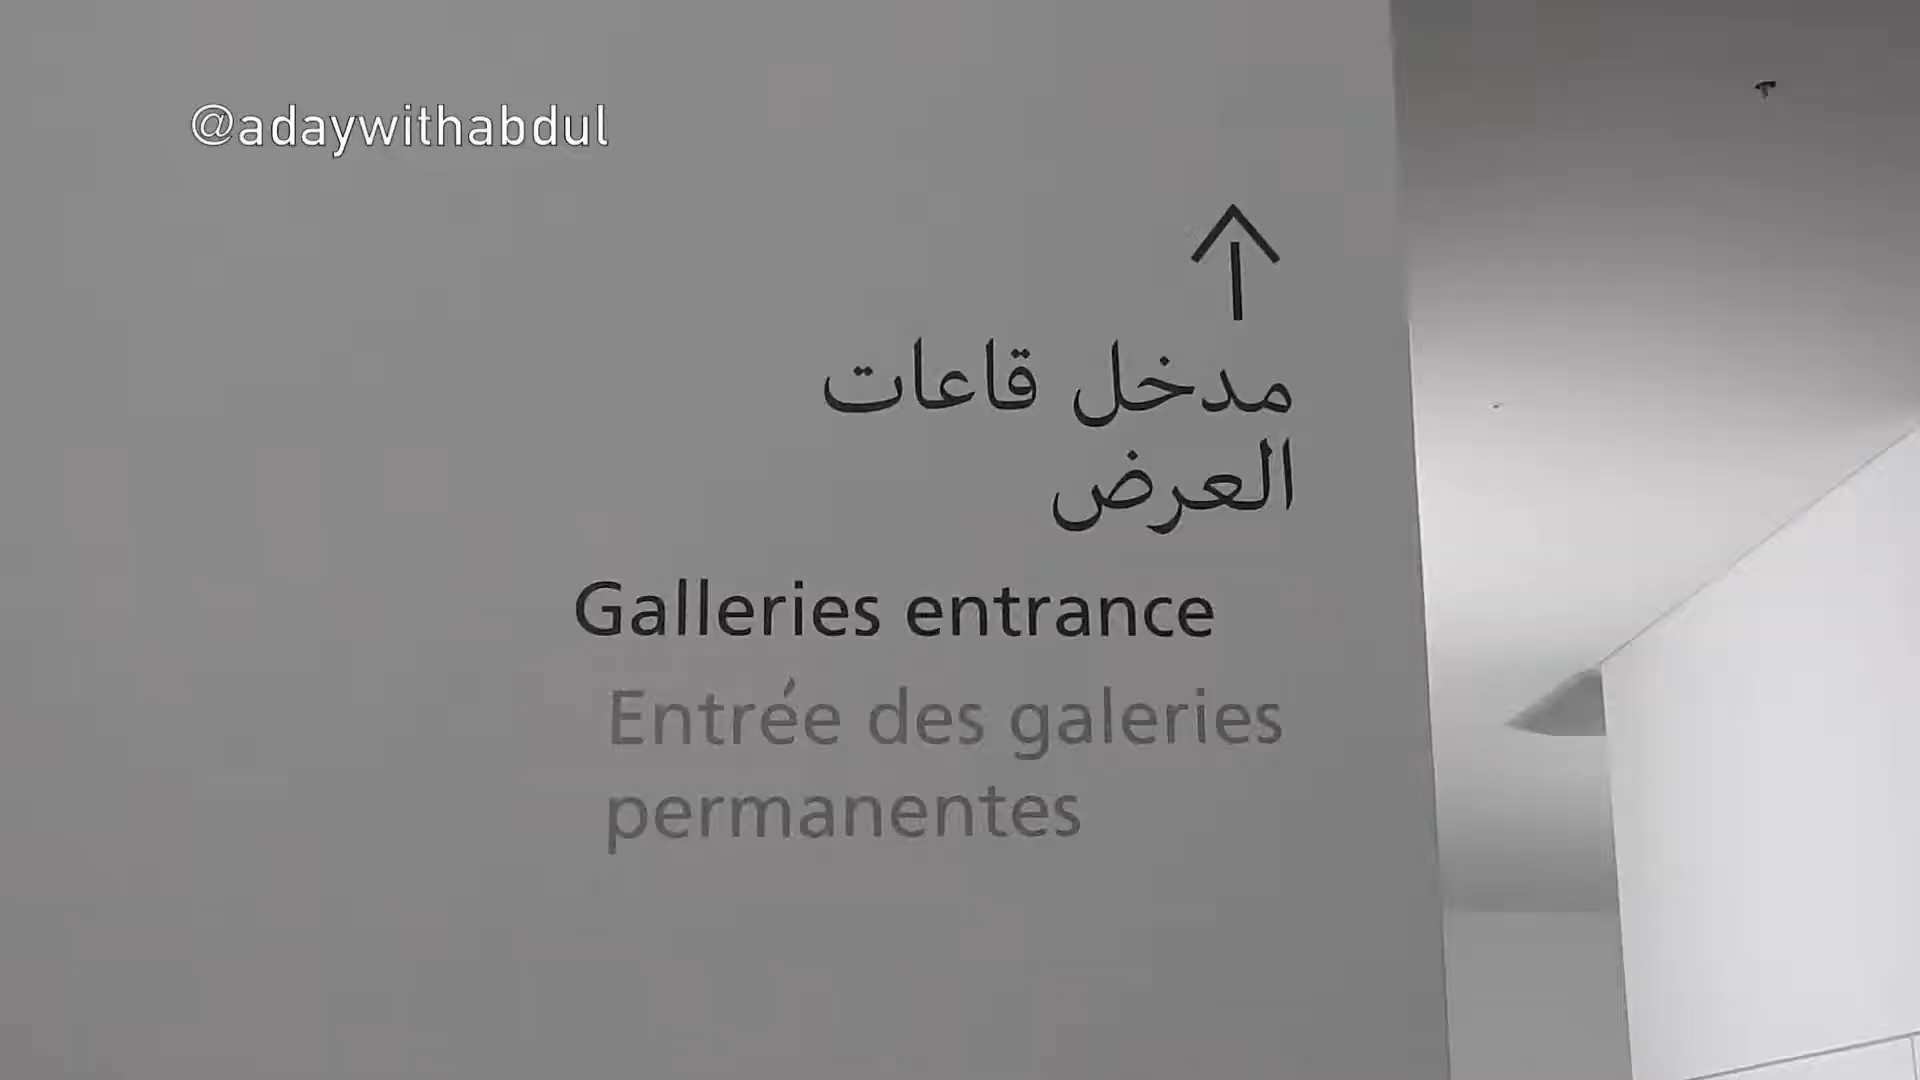 @adaywithabdul
مدخل قاعات
العرض
Galleries entrance
Entrée des galeries
permanentes